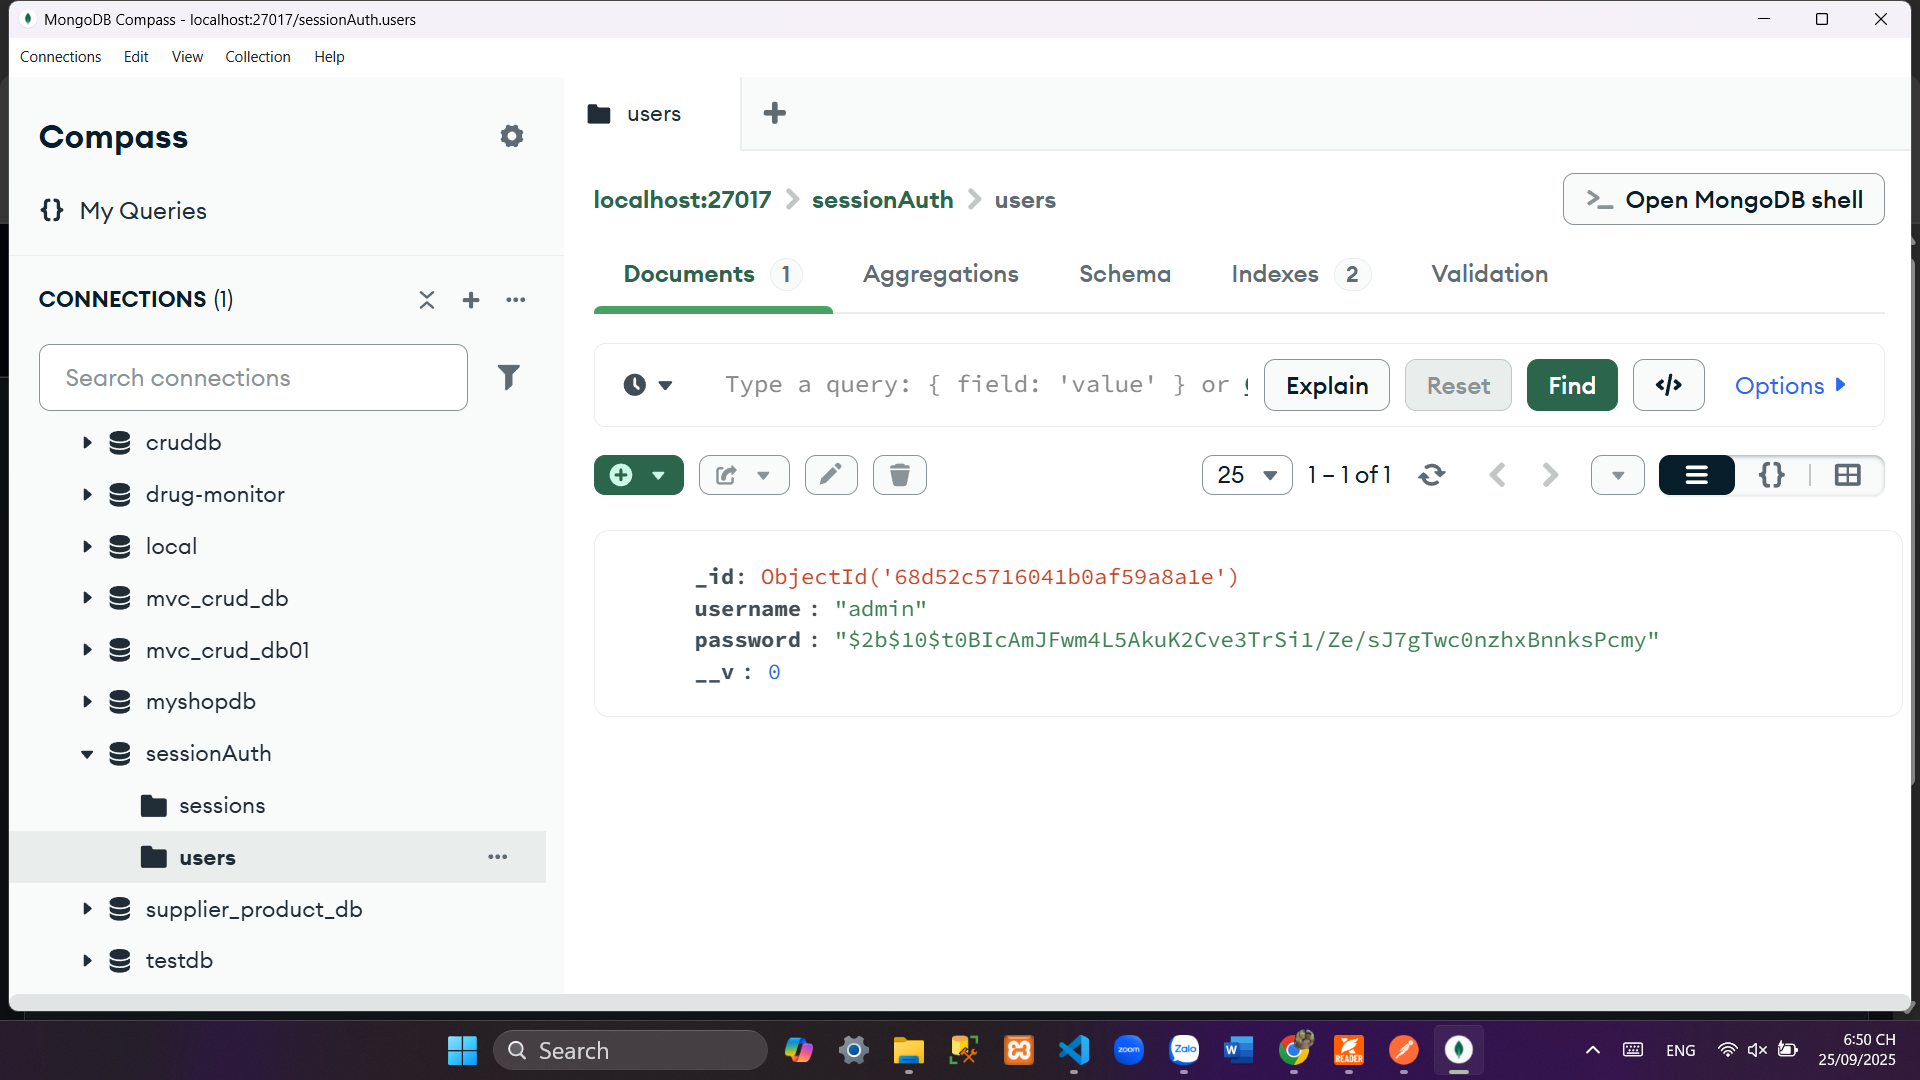 MongoDB Compass - localhost:27017/sessionAuth.users
Connections Edit View Collection Help
Compass
{} My Queries
CONNECTIONS (1)
Search connections
cruddb
drug-monitor
local
mvc_crud_db
mvc_crud_db01
myshopdb
sessionAuth
sessions
users
supplier_product_db
testdb
users
localhost:27017 > sessionAuth > users
>_ Open MongoDB shell
Documents 1 Aggregations Schema Indexes 2 Validation
Type a query: { field: 'value' } or
Explain Reset Find </> Options
25 1 – 1 of 1 {}
_id: ObjectId('68d52c5716041b0af59a8a1e')
username : "admin"
password : "$2b$10$t0BIcAmJFwm4L5AkuK2Cve3TrSi1/Ze/sJ7gTwc0nzhxBnnksPcmy"
__v : 0
Search
zoom
Zalo
W
READER
ENG
6:50 CH
25/09/2025